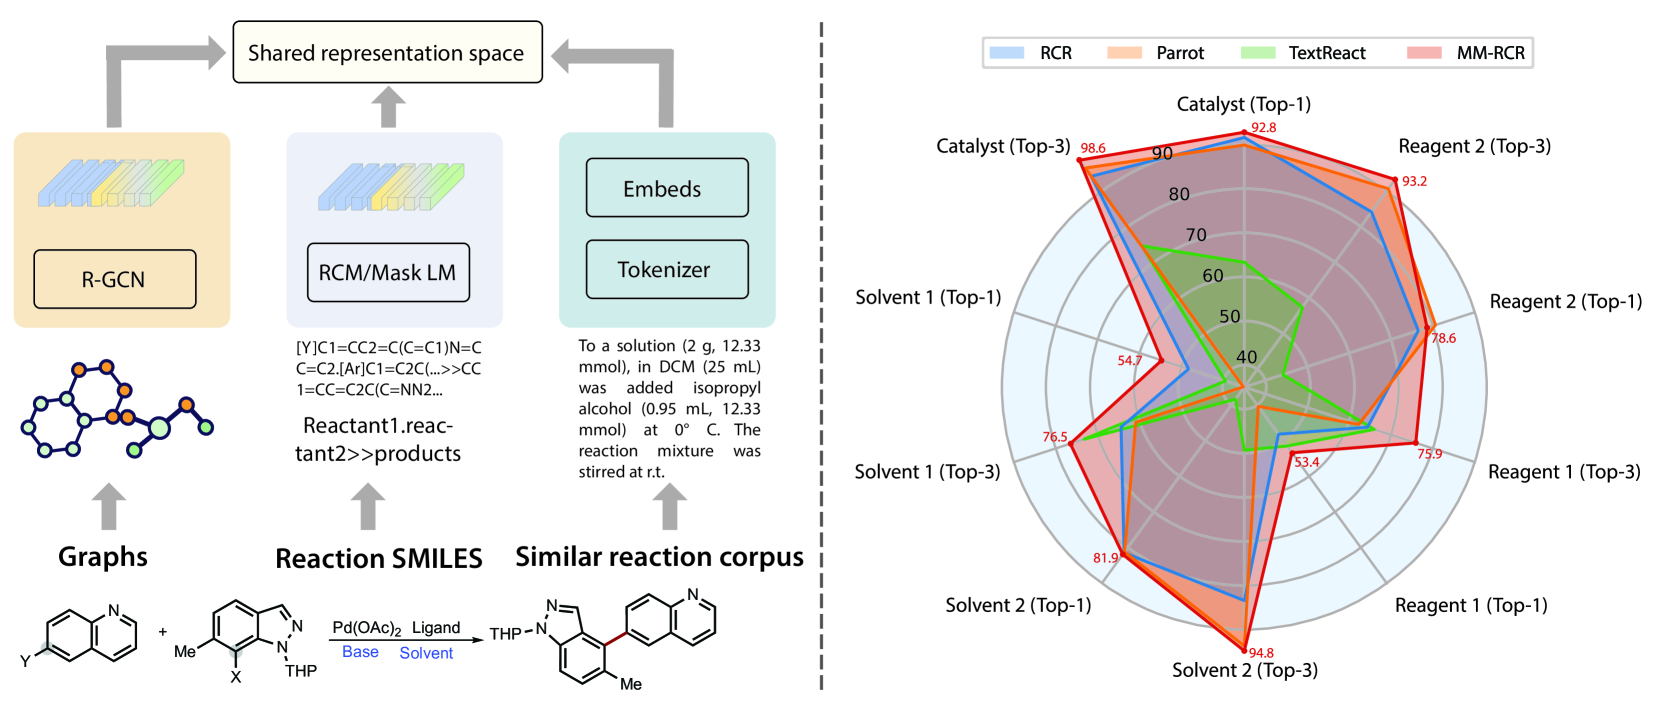 Shared representation space
R-GCN
RCM/Mask LM
Embeds
Tokenizer
[Y]C1=CC2=C(C=C1)N=C
C=C2.[Ar]C1=C2C(...>>CC
1=CC=C2C(C=NN2...
Reactant1.reac-
tant2>>products
To a solution (2 g, 12.33
mmol), in DCM (25 mL)
was added isopropyl
alcohol (0.95 mL, 12.33
mmol) at 0° C. The
reaction mixture was
stirred at r.t.
Graphs
Reaction SMILES
Similar reaction corpus
N
Y
+
Me
X
N
N
THP
Pd(OAc)2 Ligand
Base Solvent
THP
N
N
N
Me
RCR
Parrot
TextReact
MM-RCR
Catalyst (Top-1)
92.8
Catalyst (Top-3)
98.6
Reagent 2 (Top-3)
93.2
90
80
70
60
50
40
Solvent 1 (Top-1)
54.7
Reagent 2 (Top-1)
78.6
Solvent 1 (Top-3)
76.5
Reagent 1 (Top-3)
75.9
53.4
Solvent 2 (Top-1)
81.9
Reagent 1 (Top-1)
94.8
Solvent 2 (Top-3)